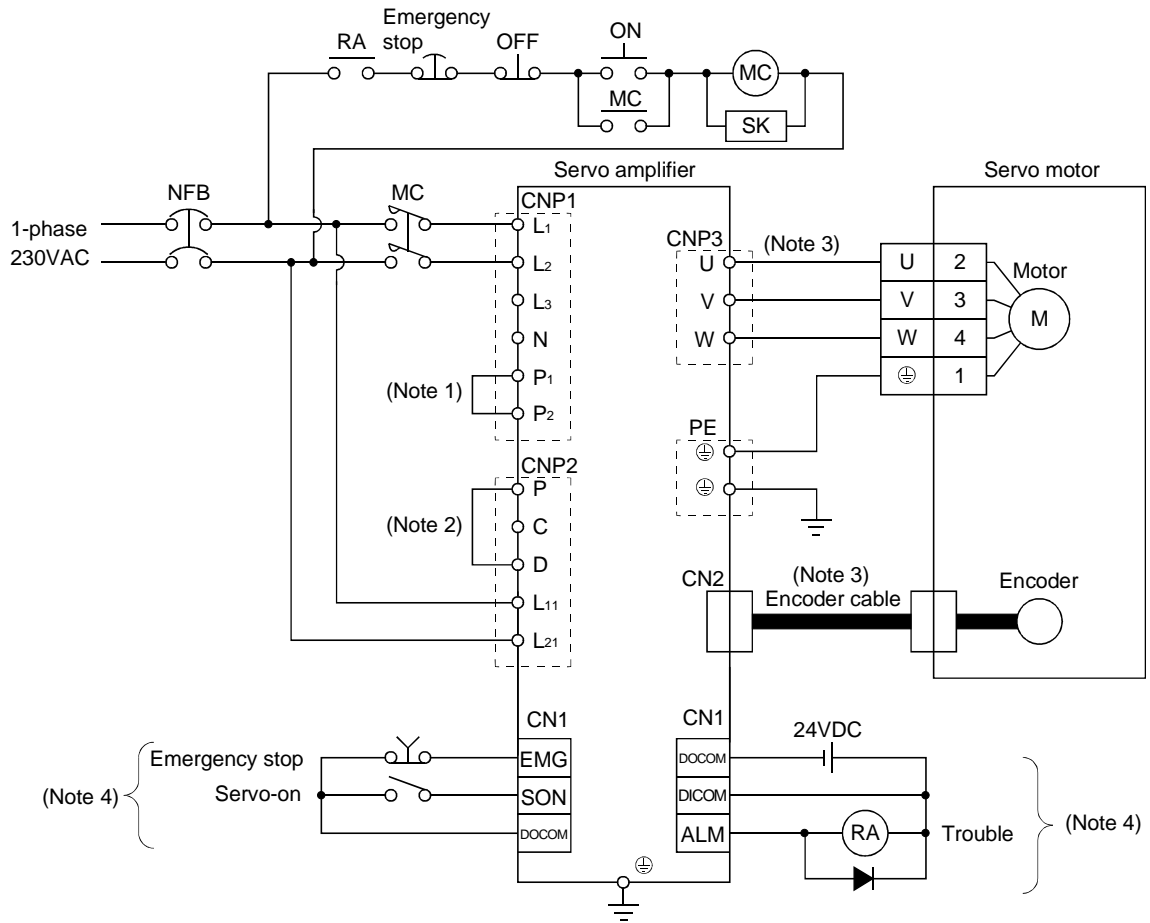 Emergency
stop
RA
OFF
ON
MC
MC
SK
Servo amplifier
Servo motor
NFB
MC
CNP1
1-phase
230VAC
L1
L2
L3
N
P1
P2
(Note 1)
CNP3
U
V
W
(Note 3)
U 2
V 3
W 4
1
Motor
M
PE
CNP2
P
C
D
L11
L21
(Note 2)
CN2
(Note 3)
Encoder cable
Encoder
CN1
Emergency stop
Servo-on
(Note 4)
EMG
SON
DOCOM
CN1
24VDC
DOCOM
DICOM
ALM
RA
Trouble
(Note 4)